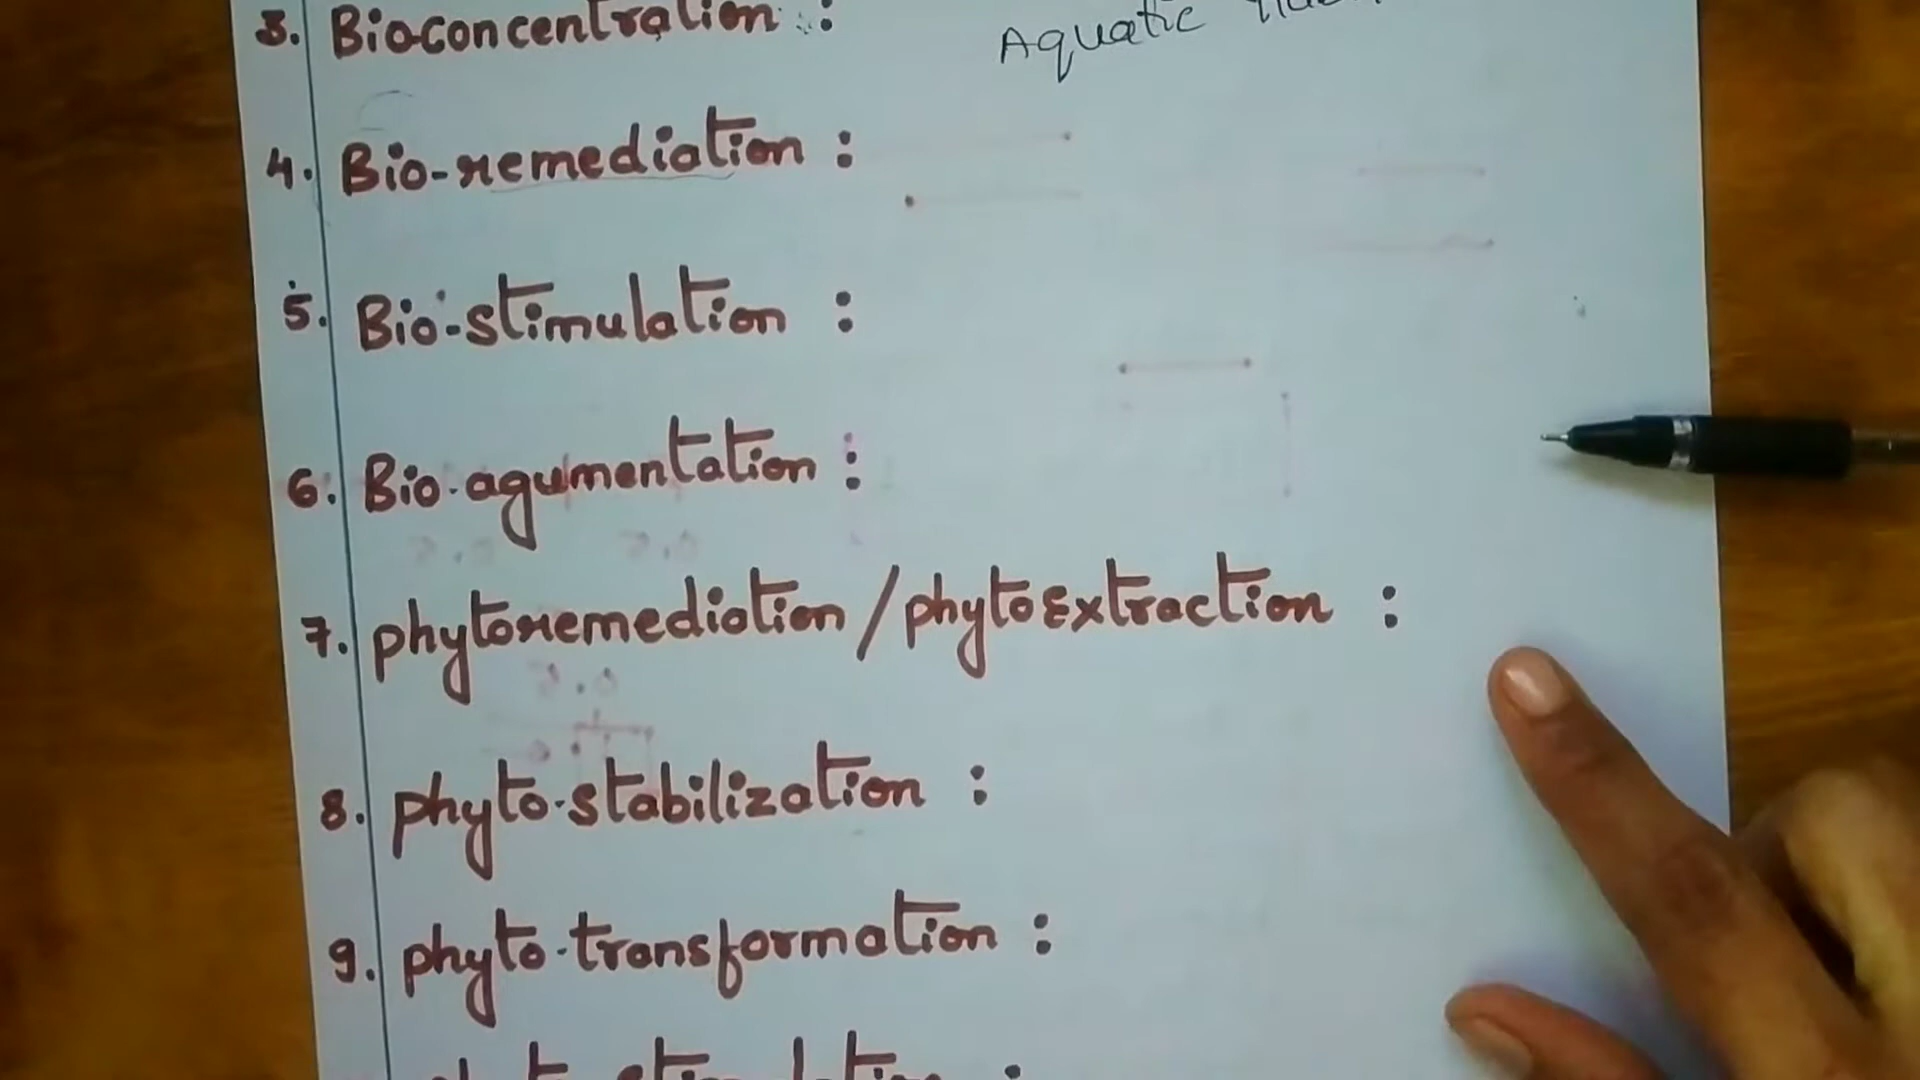 3. Bioconcentration :
Aquatic
4. Bio-remediation :
5. Bio-stimulation :
6. Bio-agumentation :
7. phytoremediation / phytoExtraction :
8. phyto-stabilization :
9. phyto-transformation :